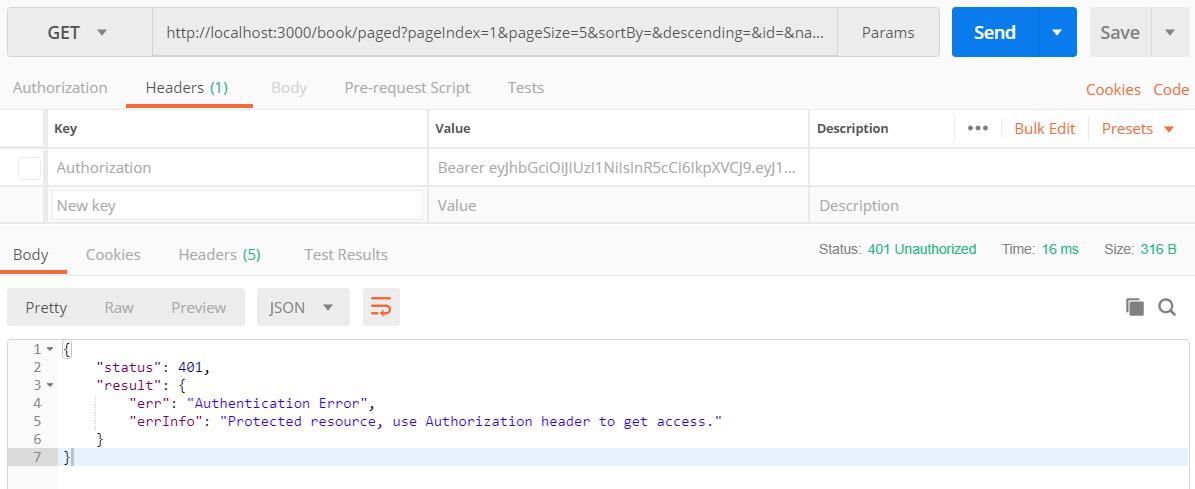 GET http://localhost:3000/book/paged?pageIndex=1&pageSize=5&sortBy=&descending=&id=&na... Params Send Save
Authorization Headers (1) Body Pre-request Script Tests Cookies Code
Key Value Description ••• Bulk Edit Presets
Authorization Bearer eyJhbGciOiJIUzI1NiIsInR5cCI6IkpXVCJ9.eyJ1...
New key Value Description
Body Cookies Headers (5) Test Results Status: 401 Unauthorized Time: 16 ms Size: 316 B
Pretty Raw Preview JSON
1 {
2 "status": 401,
3 "result": {
4 "err": "Authentication Error",
5 "errInfo": "Protected resource, use Authorization header to get access."
6 }
7 }